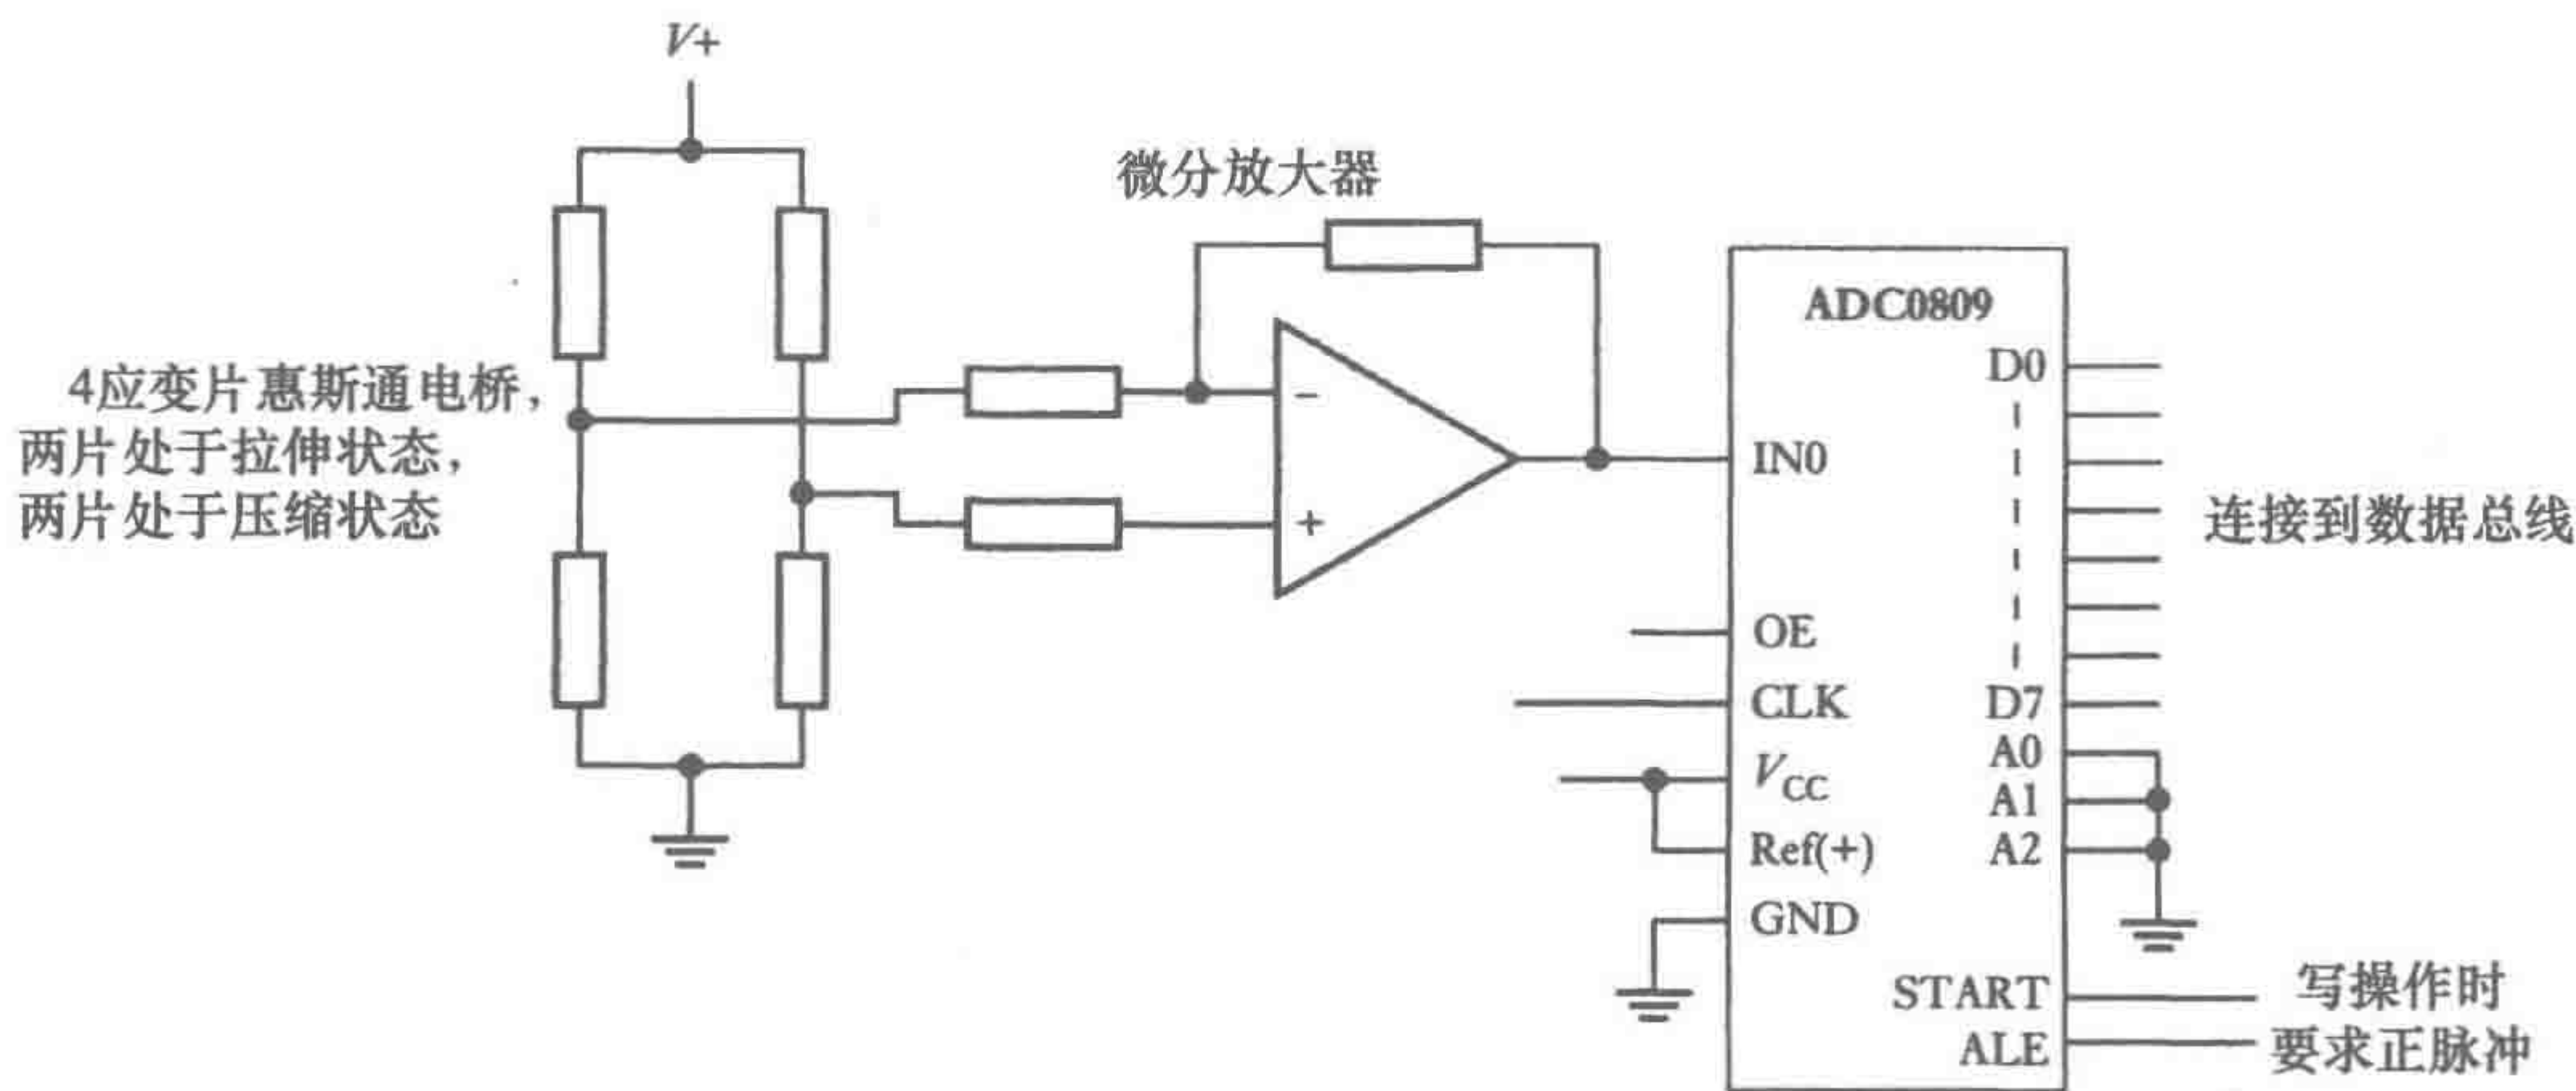 V+
微分放大器
4应变片惠斯通电桥，
两片处于拉伸状态，
两片处于压缩状态
−
+
ADC0809
IN0
OE
CLK
VCC
Ref(+)
GND
D0
D7
A0
A1
A2
START
ALE
连接到数据总线
写操作时
要求正脉冲